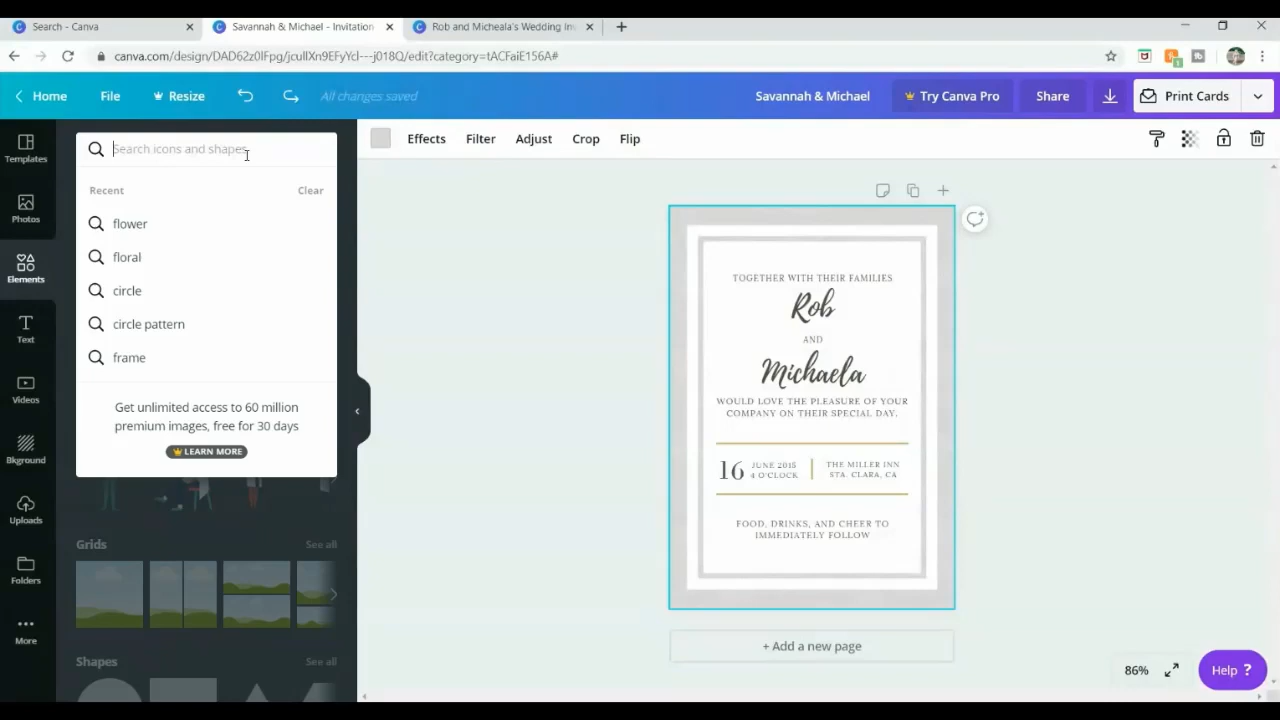 Search - Canva
Savannah & Michael - Invitation
Rob and Micheala's Wedding Inv
canva.com/design/DAD62z0lFpg/jcullXn9EFyYcl---j018Q/edit?category=tACFaiE156A#
Home
File
Resize
All changes saved
Savannah & Michael
Try Canva Pro
Share
Print Cards
Templates
Photos
Elements
Text
Videos
Bkground
Uploads
Folders
More
Search icons and shapes
Recent
Clear
flower
floral
circle
circle pattern
frame
Get unlimited access to 60 million
premium images, free for 30 days
LEARN MORE
Grids
See all
Shapes
See all
Effects
Filter
Adjust
Crop
Flip
TOGETHER WITH THEIR FAMILIES
Rob
AND
Michaela
WOULD LOVE THE PLEASURE OF YOUR
COMPANY ON THEIR SPECIAL DAY.
16
JUNE 2015
4 O'CLOCK
THE MILLER INN
STA. CLARA, CA
FOOD, DRINKS, AND CHEER TO
IMMEDIATELY FOLLOW
+ Add a new page
86%
Help ?